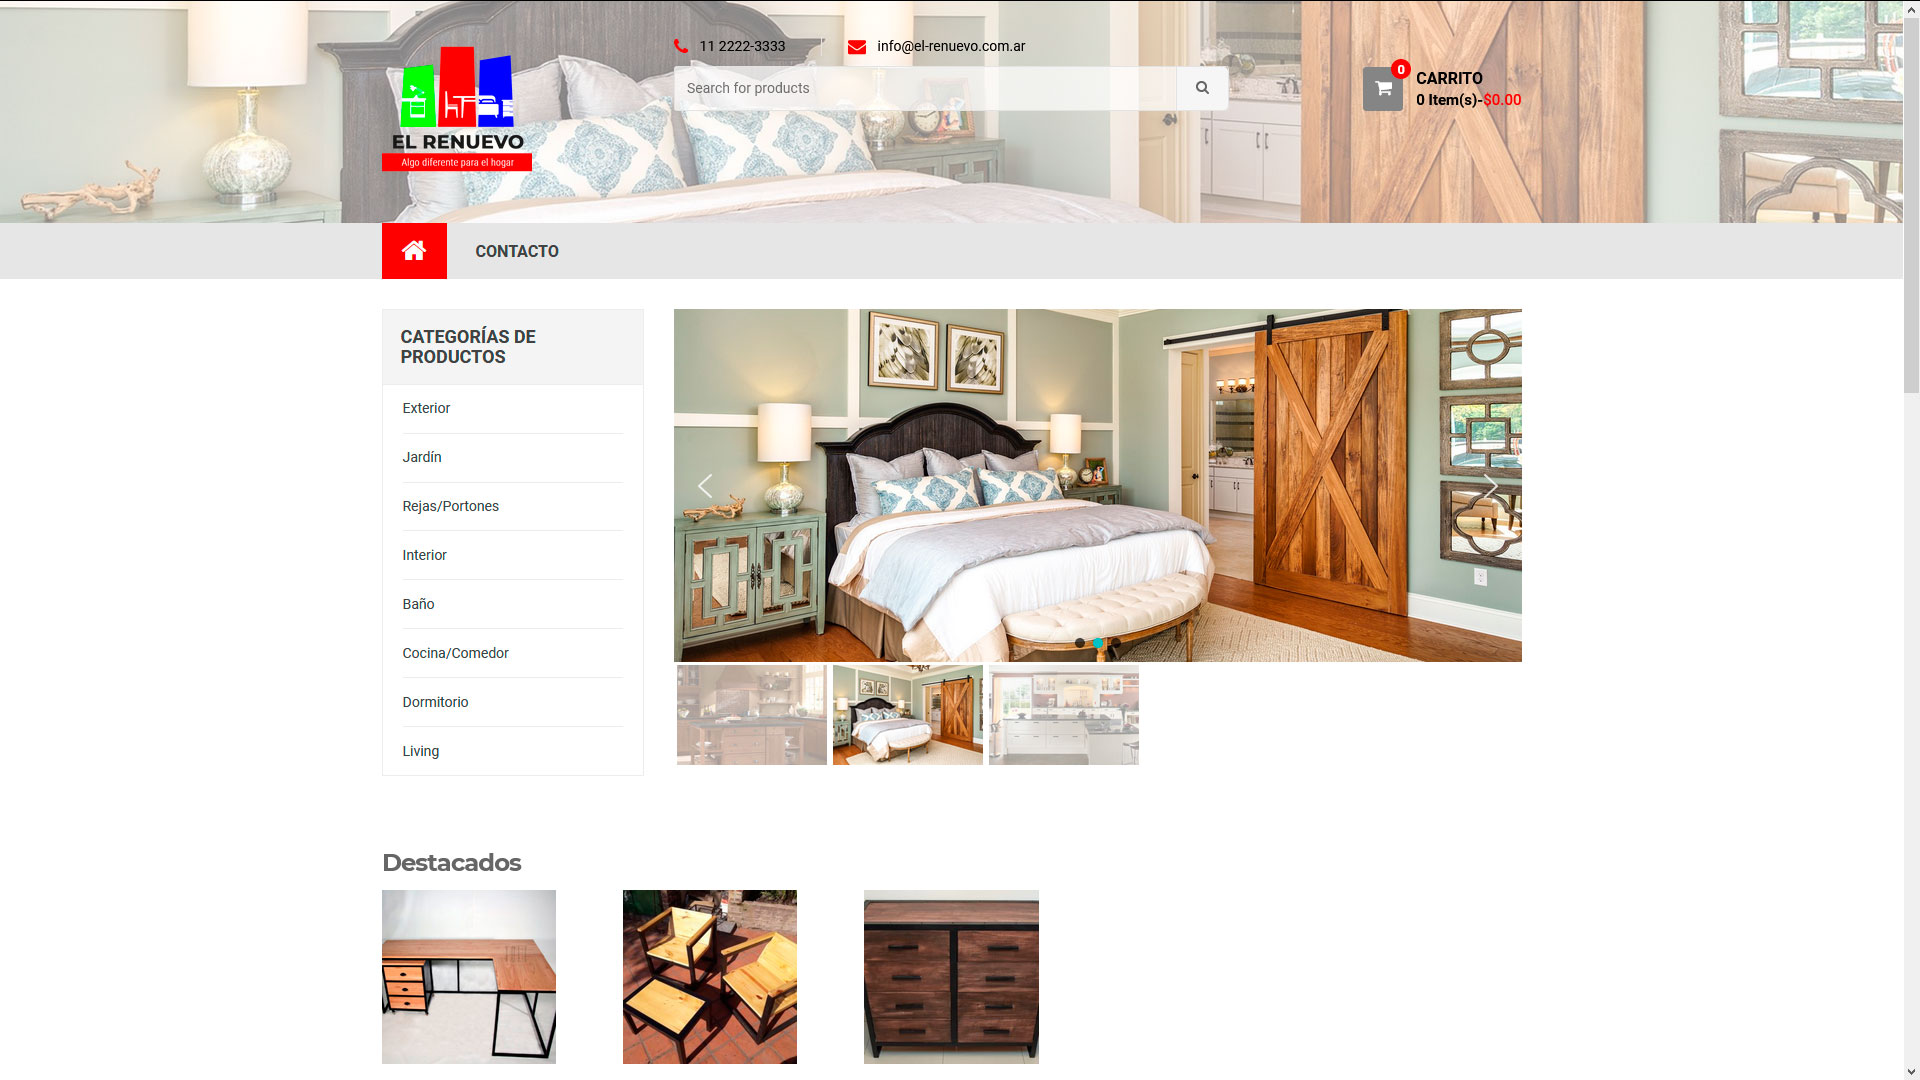 11 2222-3333
info@el-renuevo.com.ar
Search for products
0
CARRITO
0 Item(s)-$0.00
EL RENUEVO
Algo diferente para el hogar
CONTACTO
CATEGORÍAS DE
PRODUCTOS
Exterior
Jardín
Rejas/Portones
Interior
Baño
Cocina/Comedor
Dormitorio
Living
Destacados